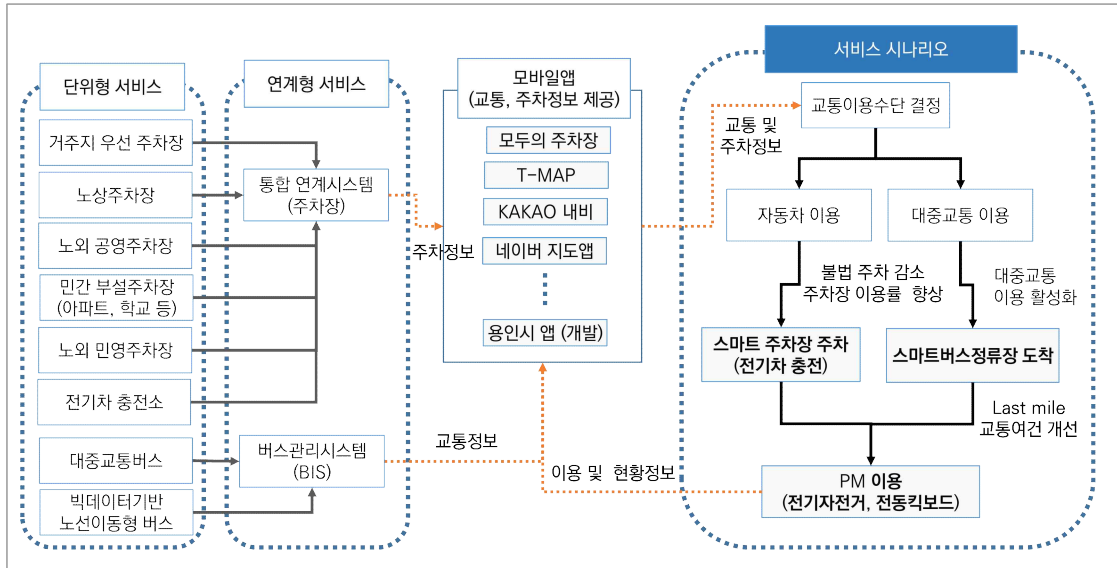 서비스 시나리오
단위형 서비스
연계형 서비스
모바일앱
(교통, 주차정보 제공)
거주지 우선 주차장
노상주차장
노외 공영주차장
민간 부설주차장
(아파트, 학교 등)
노외 민영주차장
전기차 충전소
대중교통버스
빅데이터기반
노선이동형 버스
통합 연계시스템
(주차장)
버스관리시스템
(BIS)
주차정보
교통정보
모두의 주차장
T-MAP
KAKAO 내비
네이버 지도앱
용인시 앱 (개발)
교통 및
주차정보
이용 및 현황정보
교통이용수단 결정
자동차 이용
대중교통 이용
불법 주차 감소
주차장 이용률 향상
대중교통
이용 활성화
스마트 주차장 주차
(전기차 충전)
스마트버스정류장 도착
Last mile
교통여건 개선
PM 이용
(전기자전거, 전동킥보드)